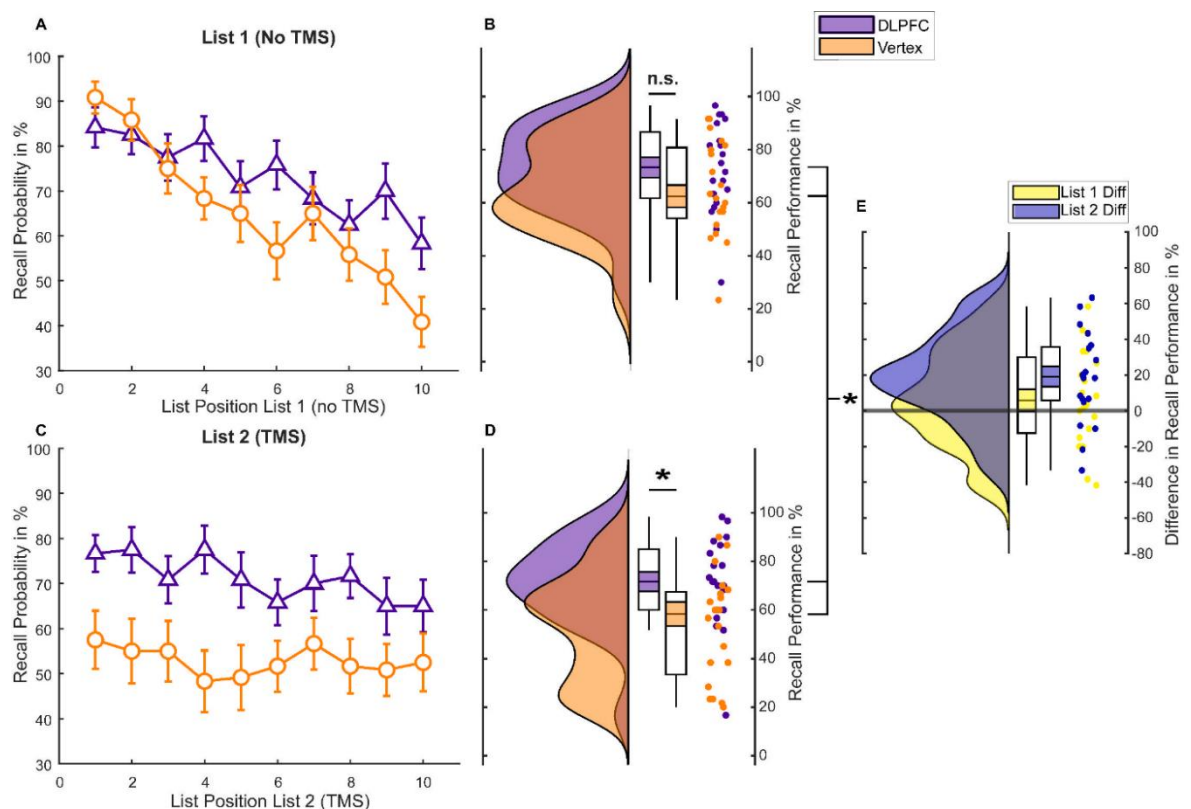 DLPFC
Vertex
A
List 1 (No TMS)
Recall Probability in %
100
90
80
70
60
50
40
30
0 2 4 6 8 10
List Position List 1 (no TMS)
B
n.s.
100
80
60
40
20
0
Recall Performance in %
C
List 2 (TMS)
Recall Probability in %
100
90
80
70
60
50
40
30
0 2 4 6 8 10
List Position List 2 (TMS)
D
*
100
80
60
40
20
0
Recall Performance in %
*
E
List 1 Diff
List 2 Diff
100
80
60
40
20
0
-20
-40
-60
-80
Difference in Recall Performance in %